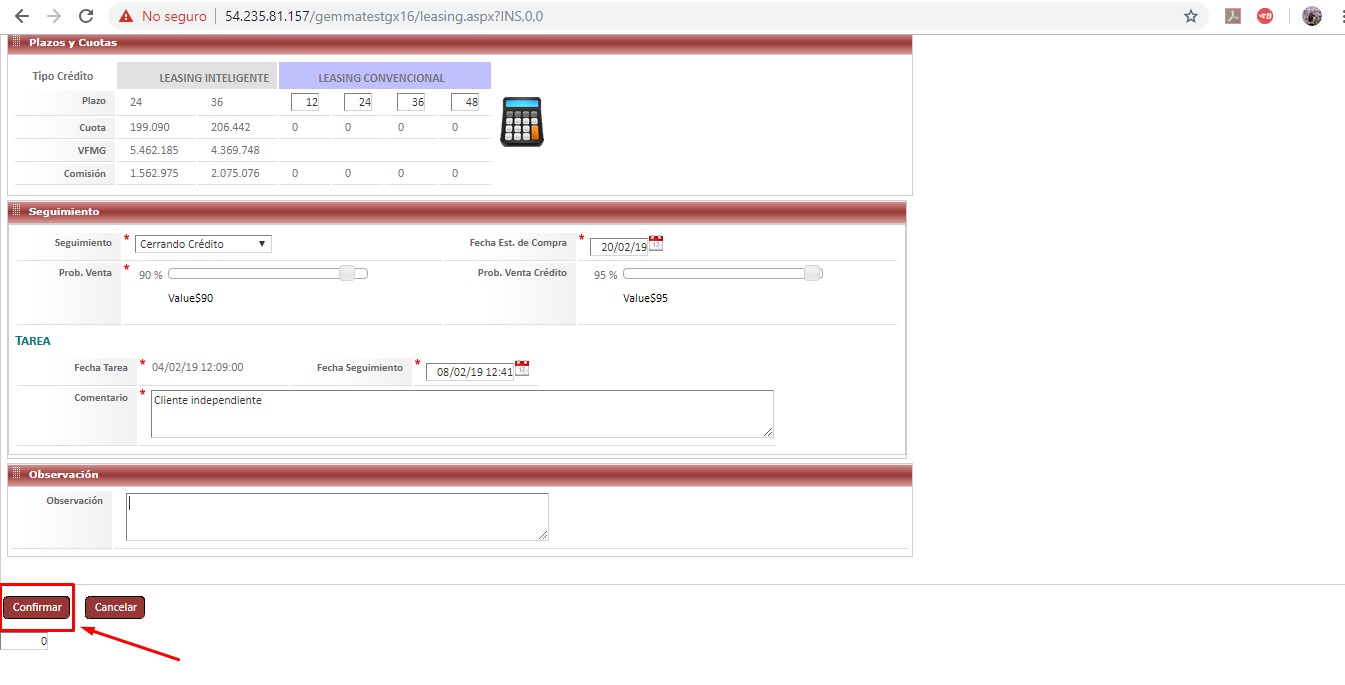 No seguro 54.235.81.157/gemmatestgx16/leasing.aspx?INS,0,0
Plazos y Cuotas
Tipo Crédito LEASING INTELIGENTE LEASING CONVENCIONAL
Plazo 24 36 12 24 36 48
Cuota 199.090 206.442 0 0 0 0
VFMG 5.462.185 4.369.748
Comisión 1.562.975 2.075.076 0 0 0 0
Seguimiento
Seguimiento * Cerrando Crédito Fecha Est. de Compra * 20/02/19
Prob. Venta * 90 % Prob. Venta Crédito 95 %
Value$90 Value$95
TAREA
Fecha Tarea * 04/02/19 12:09:00 Fecha Seguimiento * 08/02/19 12:41
Comentario * Cliente independiente
Observación
Observación
Confirmar Cancelar
0